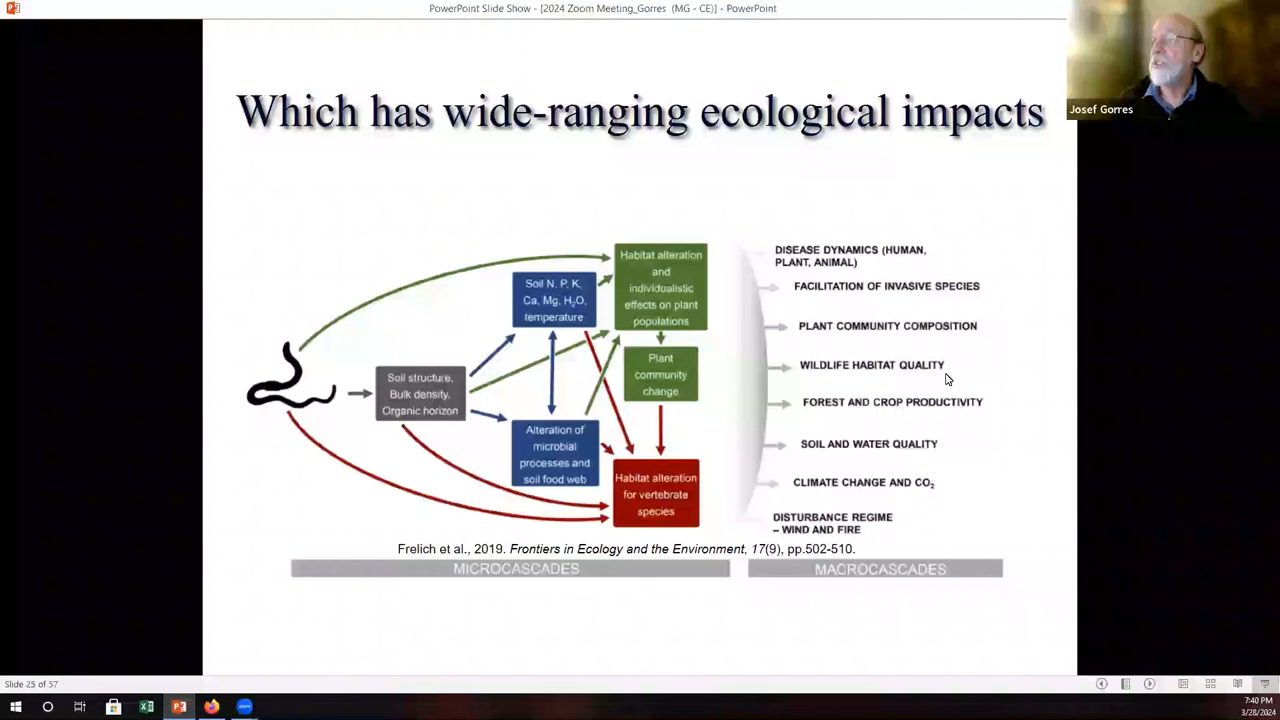 PowerPoint Slide Show - [2024 Zoom Meeting_Gorres (MG - CE)] - PowerPoint
Josef Gorres
Which has wide-ranging ecological impacts
Soil structure,
Bulk density,
Organic horizon
Soil N, P, K,
Ca, Mg, H₂O,
temperature
Alteration of
microbial
processes and
soil food web
Habitat alteration
and
individualistic
effects on plant
populations
Plant
community
change
Habitat alteration
for vertebrate
species
DISEASE DYNAMICS (HUMAN,
PLANT, ANIMAL)
FACILITATION OF INVASIVE SPECIES
PLANT COMMUNITY COMPOSITION
WILDLIFE HABITAT QUALITY
FOREST AND CROP PRODUCTIVITY
SOIL AND WATER QUALITY
CLIMATE CHANGE AND CO₂
DISTURBANCE REGIME
– WIND AND FIRE
Frelich et al., 2019. Frontiers in Ecology and the Environment, 17(9), pp.502-510.
MICROCASCADES
MACROCASCADES
Slide 25 of 57
7:40 PM
3/28/2024